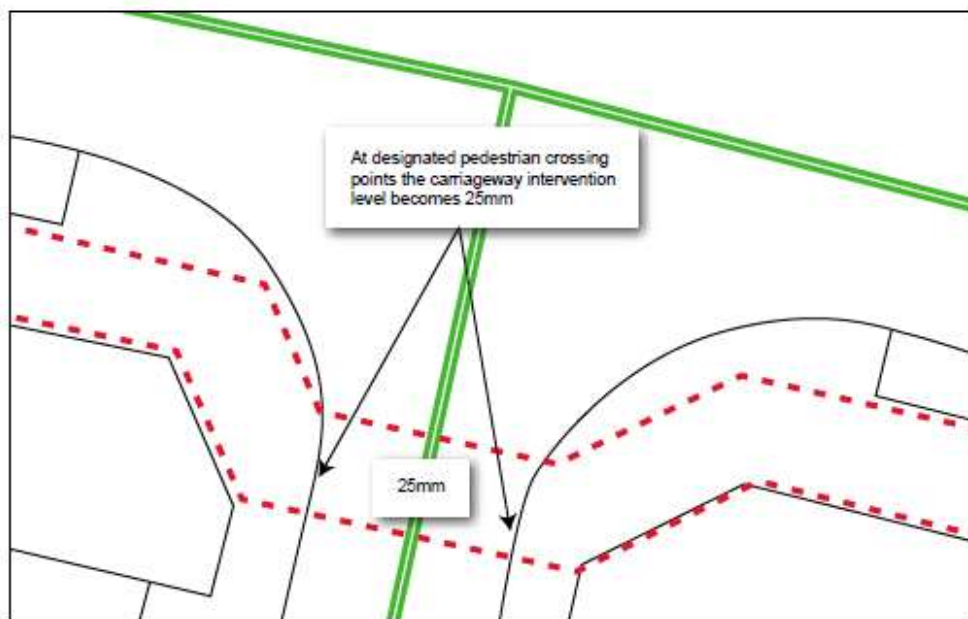 At designated pedestrian crossing
points the carriageway intervention
level becomes 25mm
25mm